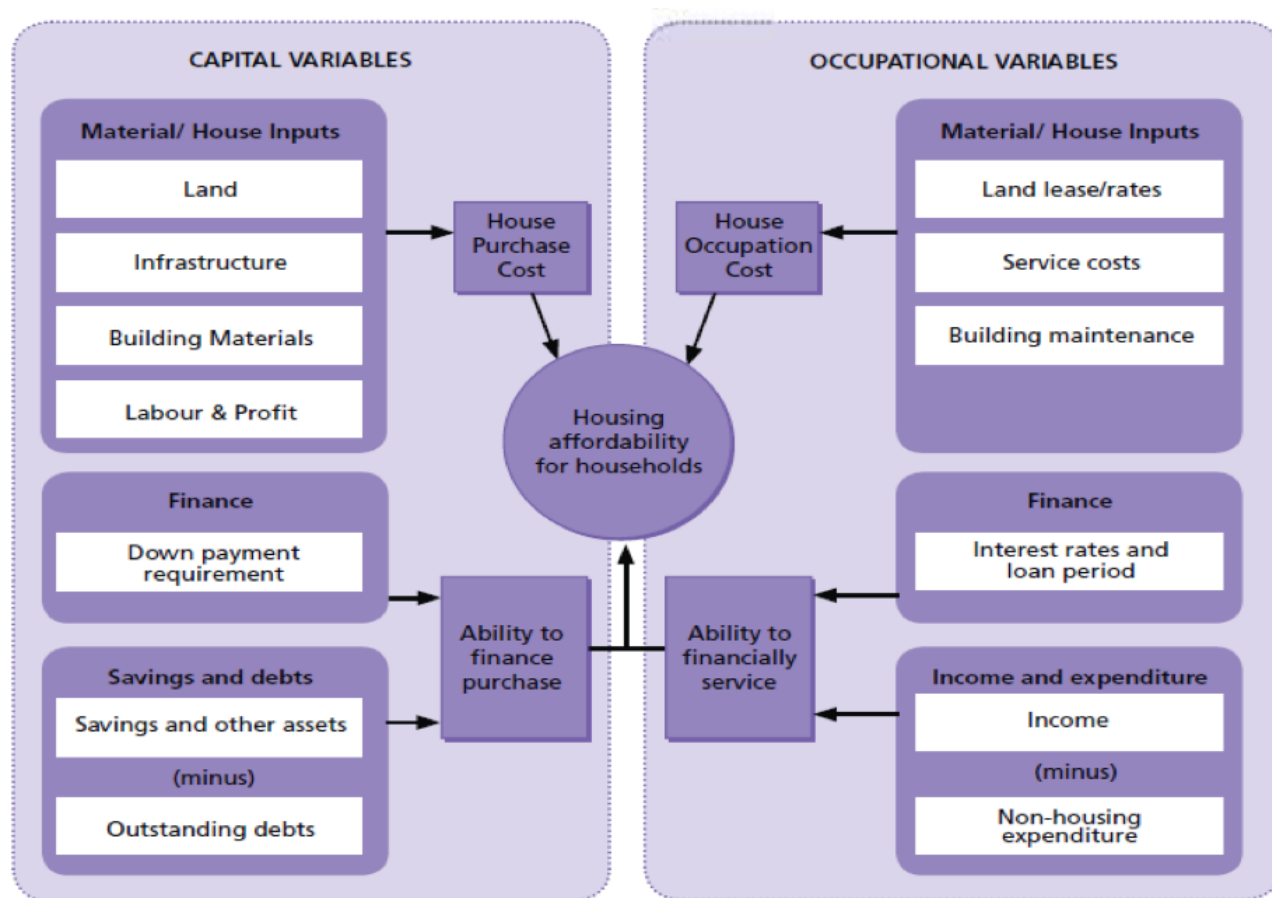 CAPITAL VARIABLES
Material/ House Inputs
Land
Infrastructure
Building Materials
Labour & Profit
House
Purchase
Cost
Finance
Down payment
requirement
Savings and debts
Savings and other assets
(minus)
Outstanding debts
Ability to
finance
purchase
Housing
affordability
for households
OCCUPATIONAL VARIABLES
House
Occupation
Cost
Material/ House Inputs
Land lease/rates
Service costs
Building maintenance
Finance
Interest rates and
loan period
Ability to
financially
service
Income and expenditure
Income
(minus)
Non-housing
expenditure